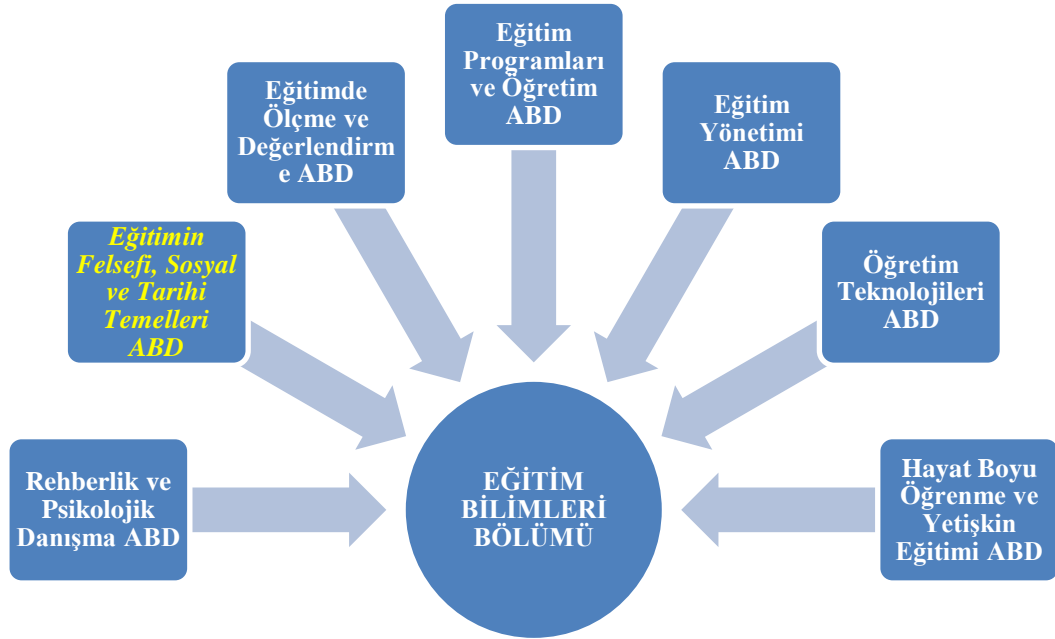 Eğitim
Programları
ve Öğretim
ABD
Eğitimde
Ölçme ve
Değerlendirm
e ABD
Eğitim
Yönetimi
ABD
Eğitimin
Felsefi, Sosyal
ve Tarihi
Temelleri
ABD
Öğretim
Teknolojileri
ABD
Rehberlik ve
Psikolojik
Danışma ABD
EĞİTİM
BİLİMLERİ
BÖLÜMÜ
Hayat Boyu
Öğrenme ve
Yetişkin
Eğitimi ABD